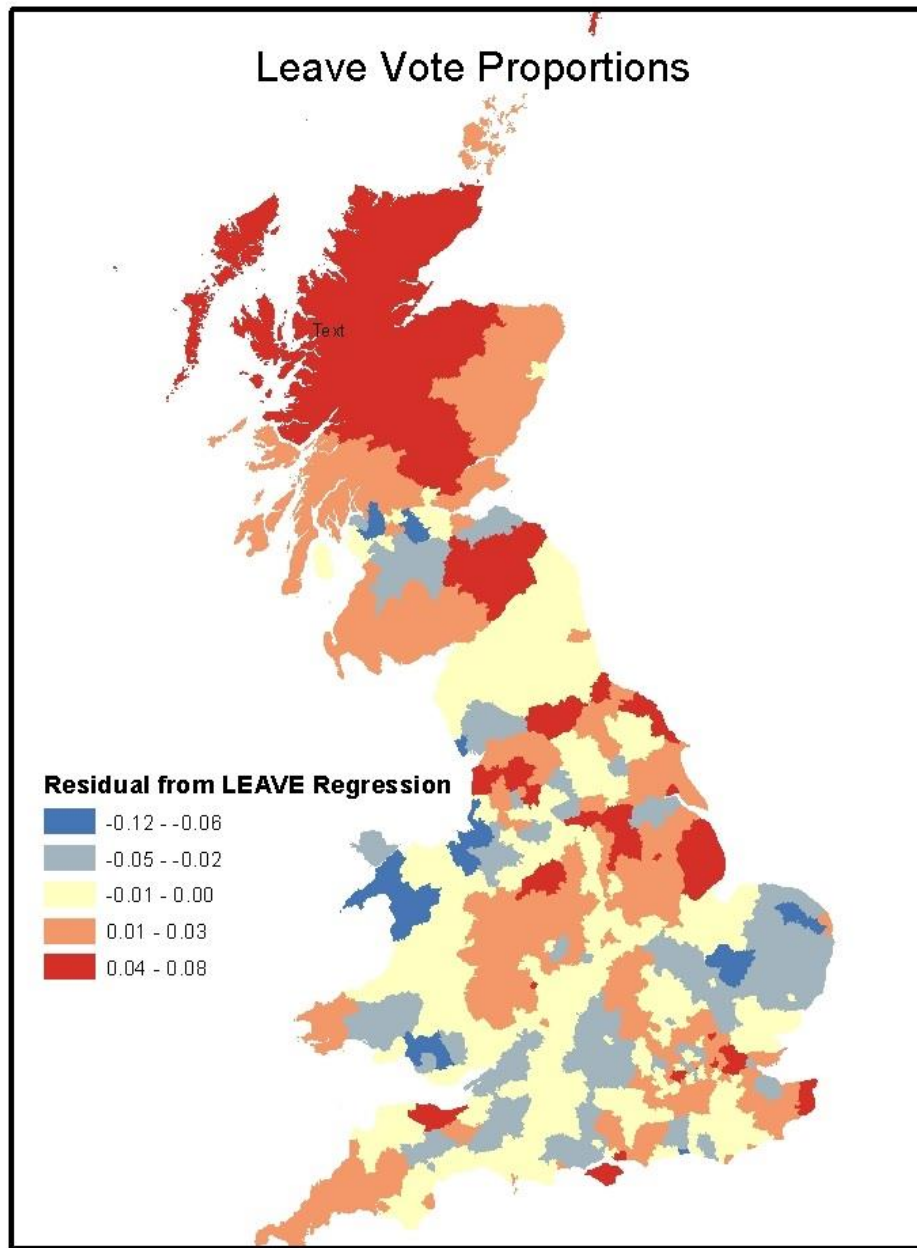 Leave Vote Proportions
Text
Residual from LEAVE Regression
-0.12 - -0.06
-0.05 - -0.02
-0.01 - 0.00
0.01 - 0.03
0.04 - 0.08